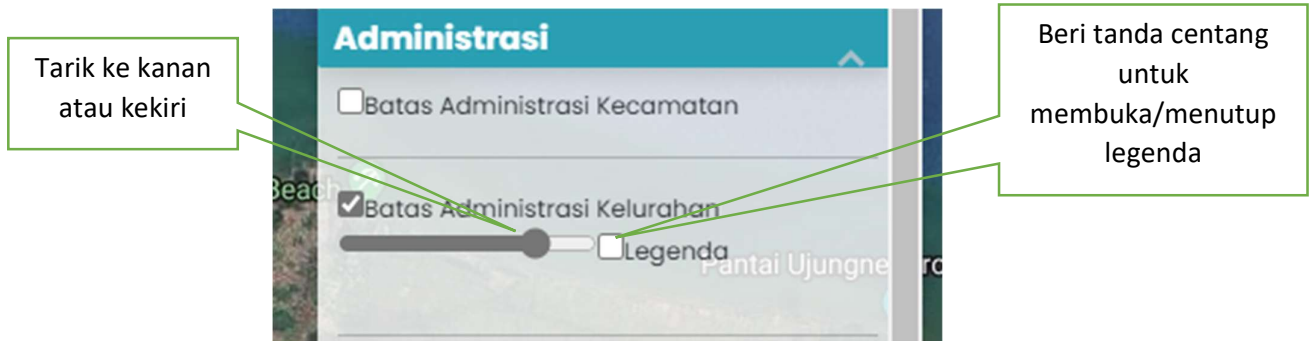 Tarik ke kanan
atau kekiri
Administrasi
Batas Administrasi Kecamatan
Beach
Batas Administrasi Kelurahan
Legenda
Pantai Ujungne
Beri tanda centang
untuk
membuka/menutup
legenda